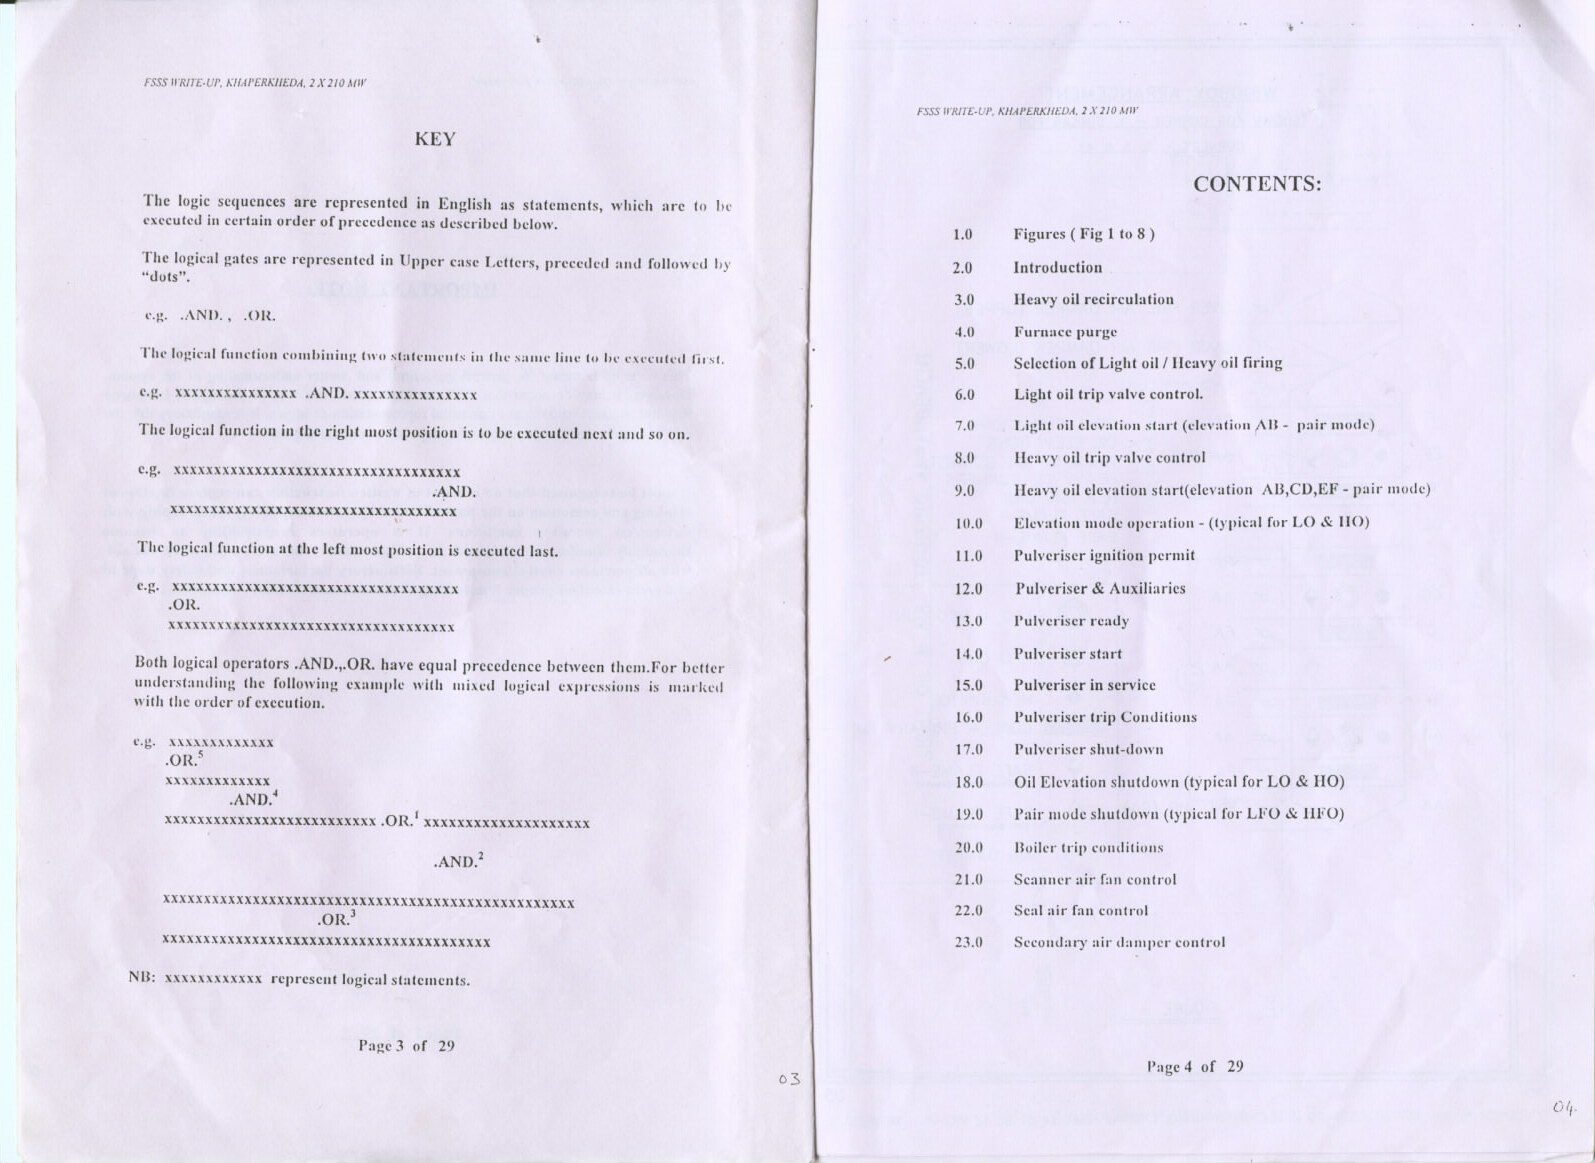 FSSS WRITE-UP, KHAPERKHEDA, 2 X 210 MW
KEY
The logic sequences are represented in English as statements, which are to be
executed in certain order of precedence as described below.
The logical gates are represented in Upper case Letters, preceded and followed by
“dots”.
e.g. .AND. , .OR.
The logical function combining two statements in the same line to be executed first.
e.g. xxxxxxxxxxxxxxx .AND. xxxxxxxxxxxxxxx
The logical function in the right most position is to be executed next and so on.
e.g. xxxxxxxxxxxxxxxxxxxxxxxxxxxxxxxxxxx
.AND.
xxxxxxxxxxxxxxxxxxxxxxxxxxxxxxxxxxx
The logical function at the left most position is executed last.
e.g. xxxxxxxxxxxxxxxxxxxxxxxxxxxxxxxxxxx
.OR.
xxxxxxxxxxxxxxxxxxxxxxxxxxxxxxxxxxx
Both logical operators .AND.,.OR. have equal precedence between them.For better
understanding the following example with mixed logical expressions is marked
with the order of execution.
e.g. xxxxxxxxxxxxx
.OR.⁵
xxxxxxxxxxxxx
.AND.⁴
xxxxxxxxxxxxxxxxxxxxxxxxxx .OR.¹ xxxxxxxxxxxxxxxxxxxx
.AND.²
xxxxxxxxxxxxxxxxxxxxxxxxxxxxxxxxxxxxxxxxxxxxxxxxxx
.OR.³
xxxxxxxxxxxxxxxxxxxxxxxxxxxxxxxxxxxxxxxx
NB: xxxxxxxxxxxx represent logical statements.
Page 3 of 29
03
FSSS WRITE-UP, KHAPERKHEDA, 2 X 210 MW
CONTENTS:
1.0 Figures ( Fig 1 to 8 )
2.0 Introduction
3.0 Heavy oil recirculation
4.0 Furnace purge
5.0 Selection of Light oil / Heavy oil firing
6.0 Light oil trip valve control.
7.0 Light oil elevation start (elevation AB - pair mode)
8.0 Heavy oil trip valve control
9.0 Heavy oil elevation start(elevation AB,CD,EF - pair mode)
10.0 Elevation mode operation - (typical for LO & HO)
11.0 Pulveriser ignition permit
12.0 Pulveriser & Auxiliaries
13.0 Pulveriser ready
14.0 Pulveriser start
15.0 Pulveriser in service
16.0 Pulveriser trip Conditions
17.0 Pulveriser shut-down
18.0 Oil Elevation shutdown (typical for LO & HO)
19.0 Pair mode shutdown (typical for LFO & HFO)
20.0 Boiler trip conditions
21.0 Scanner air fan control
22.0 Seal air fan control
23.0 Secondary air damper control
Page 4 of 29
04.